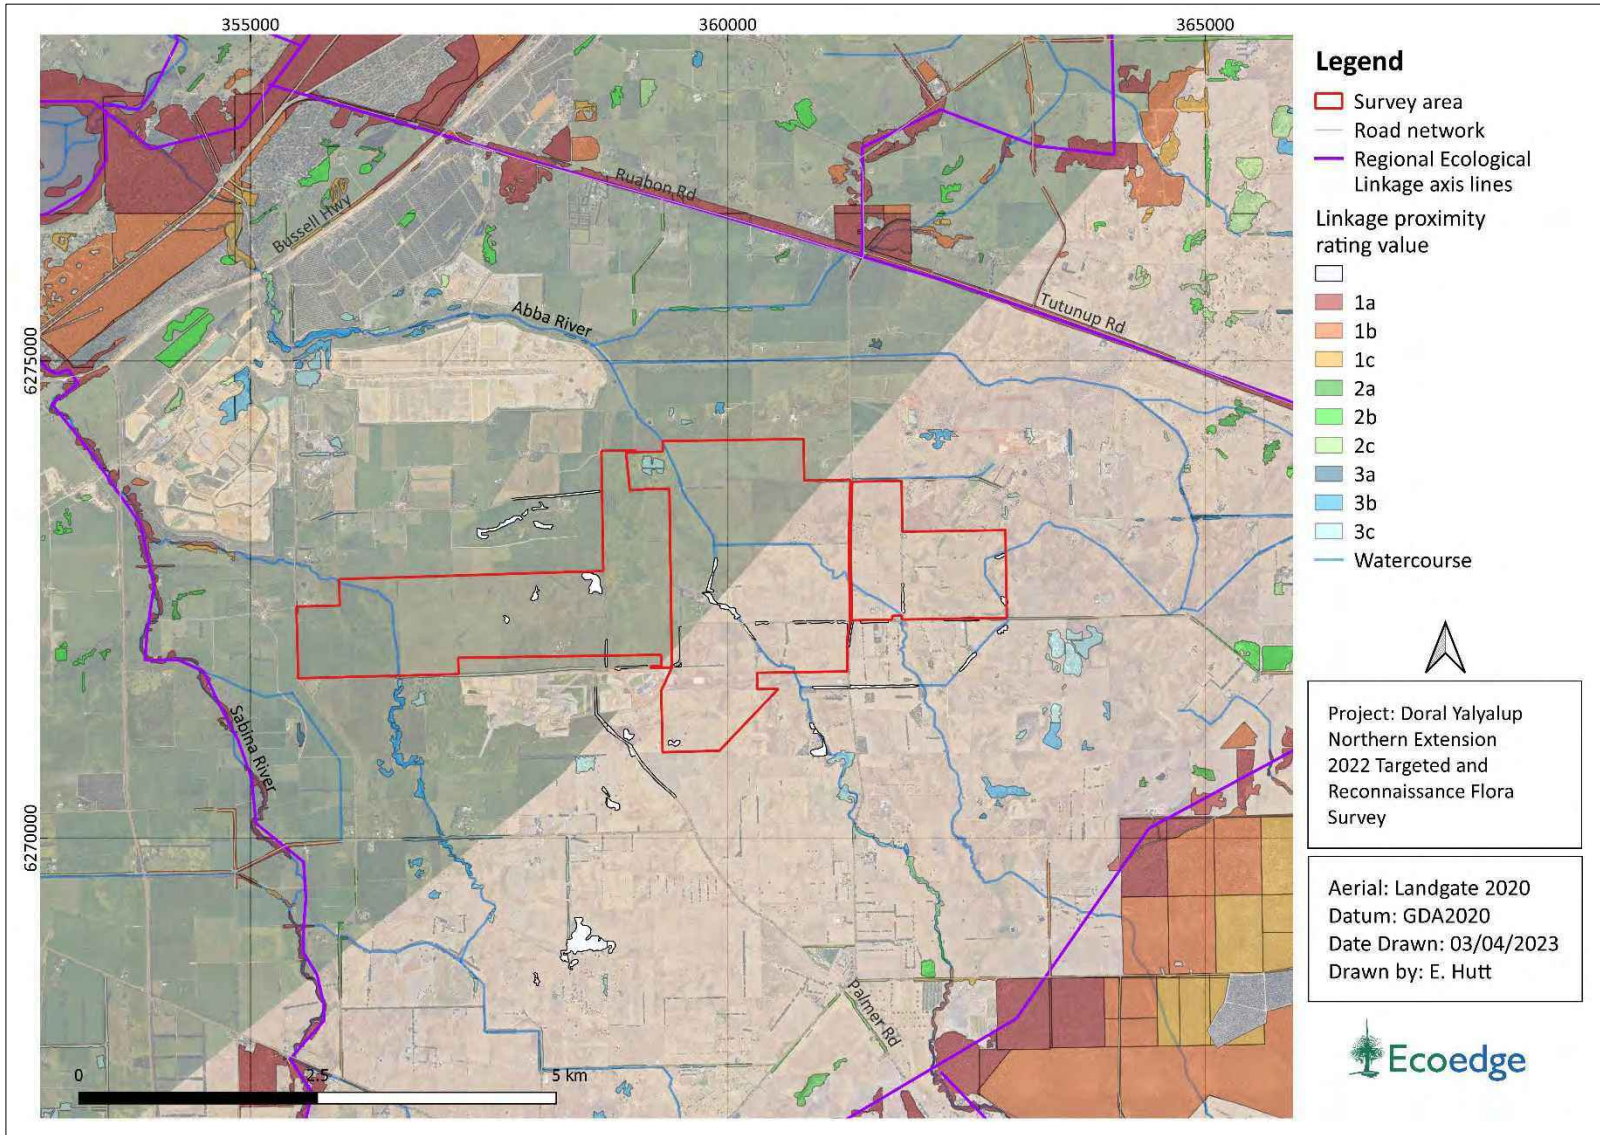 355000
360000
365000
6275000
6270000
Bussell Hwy
Ruabon Rd
Tutunup Rd
Abba River
Sabina River
Palmer Rd
0
2.5
5 km
Legend
Survey area
Road network
Regional Ecological
Linkage axis lines
Linkage proximity
rating value
1a
1b
1c
2a
2b
2c
3a
3b
3c
Watercourse
Project: Doral Yalyalup
Northern Extension
2022 Targeted and
Reconnaissance Flora
Survey
Aerial: Landgate 2020
Datum: GDA2020
Date Drawn: 03/04/2023
Drawn by: E. Hutt
Ecoedge